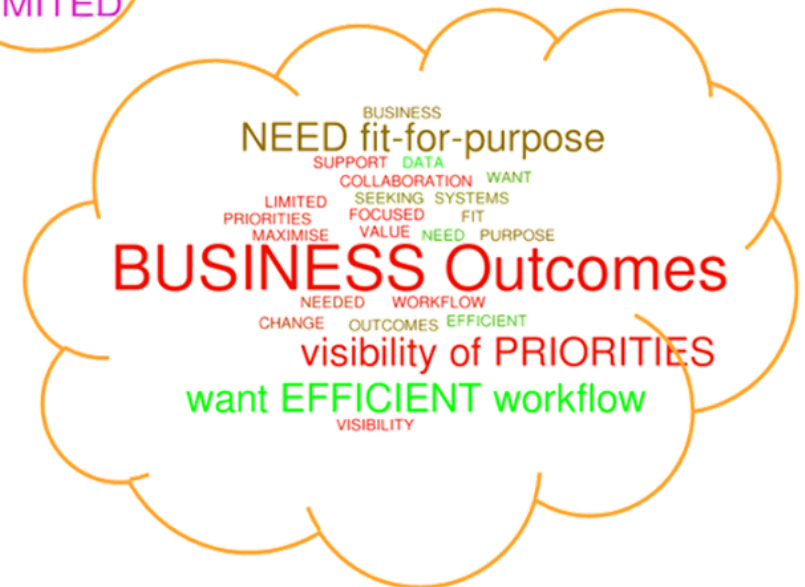 MITED
BUSINESS
NEED fit-for-purpose
SUPPORT DATA
COLLABORATION WANT
LIMITED SEEKING SYSTEMS
PRIORITIES FOCUSED FIT
MAXIMISE VALUE NEED PURPOSE
BUSINESS Outcomes
NEEDED WORKFLOW
CHANGE OUTCOMES EFFICIENT
visibility of PRIORITIES
want EFFICIENT workflow
VISIBILITY